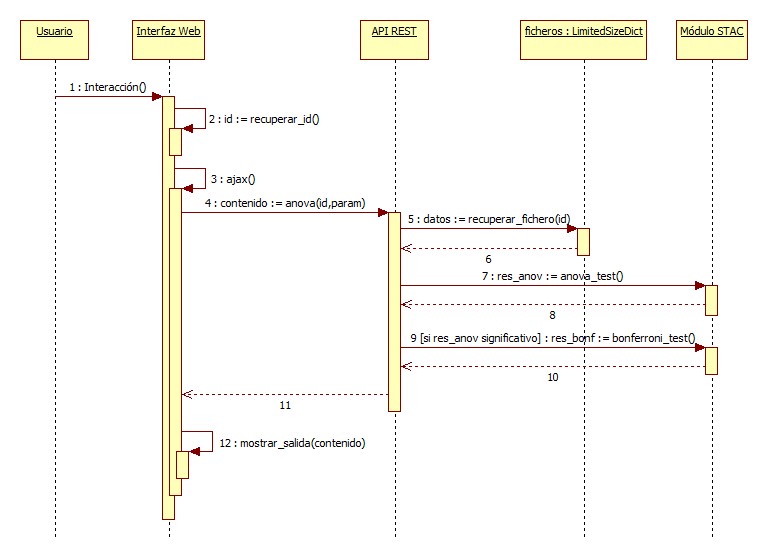 Usuario
Interfaz Web
API REST
ficheros : LimitedSizeDict
Módulo STAC
1 : Interacción()
2 : id := recuperar_id()
3 : ajax()
4 : contenido := anova(id,param)
5 : datos := recuperar_fichero(id)
6
7 : res_anov := anova_test()
8
9 [si res_anov significativo] : res_bonf := bonferroni_test()
10
11
12 : mostrar_salida(contenido)